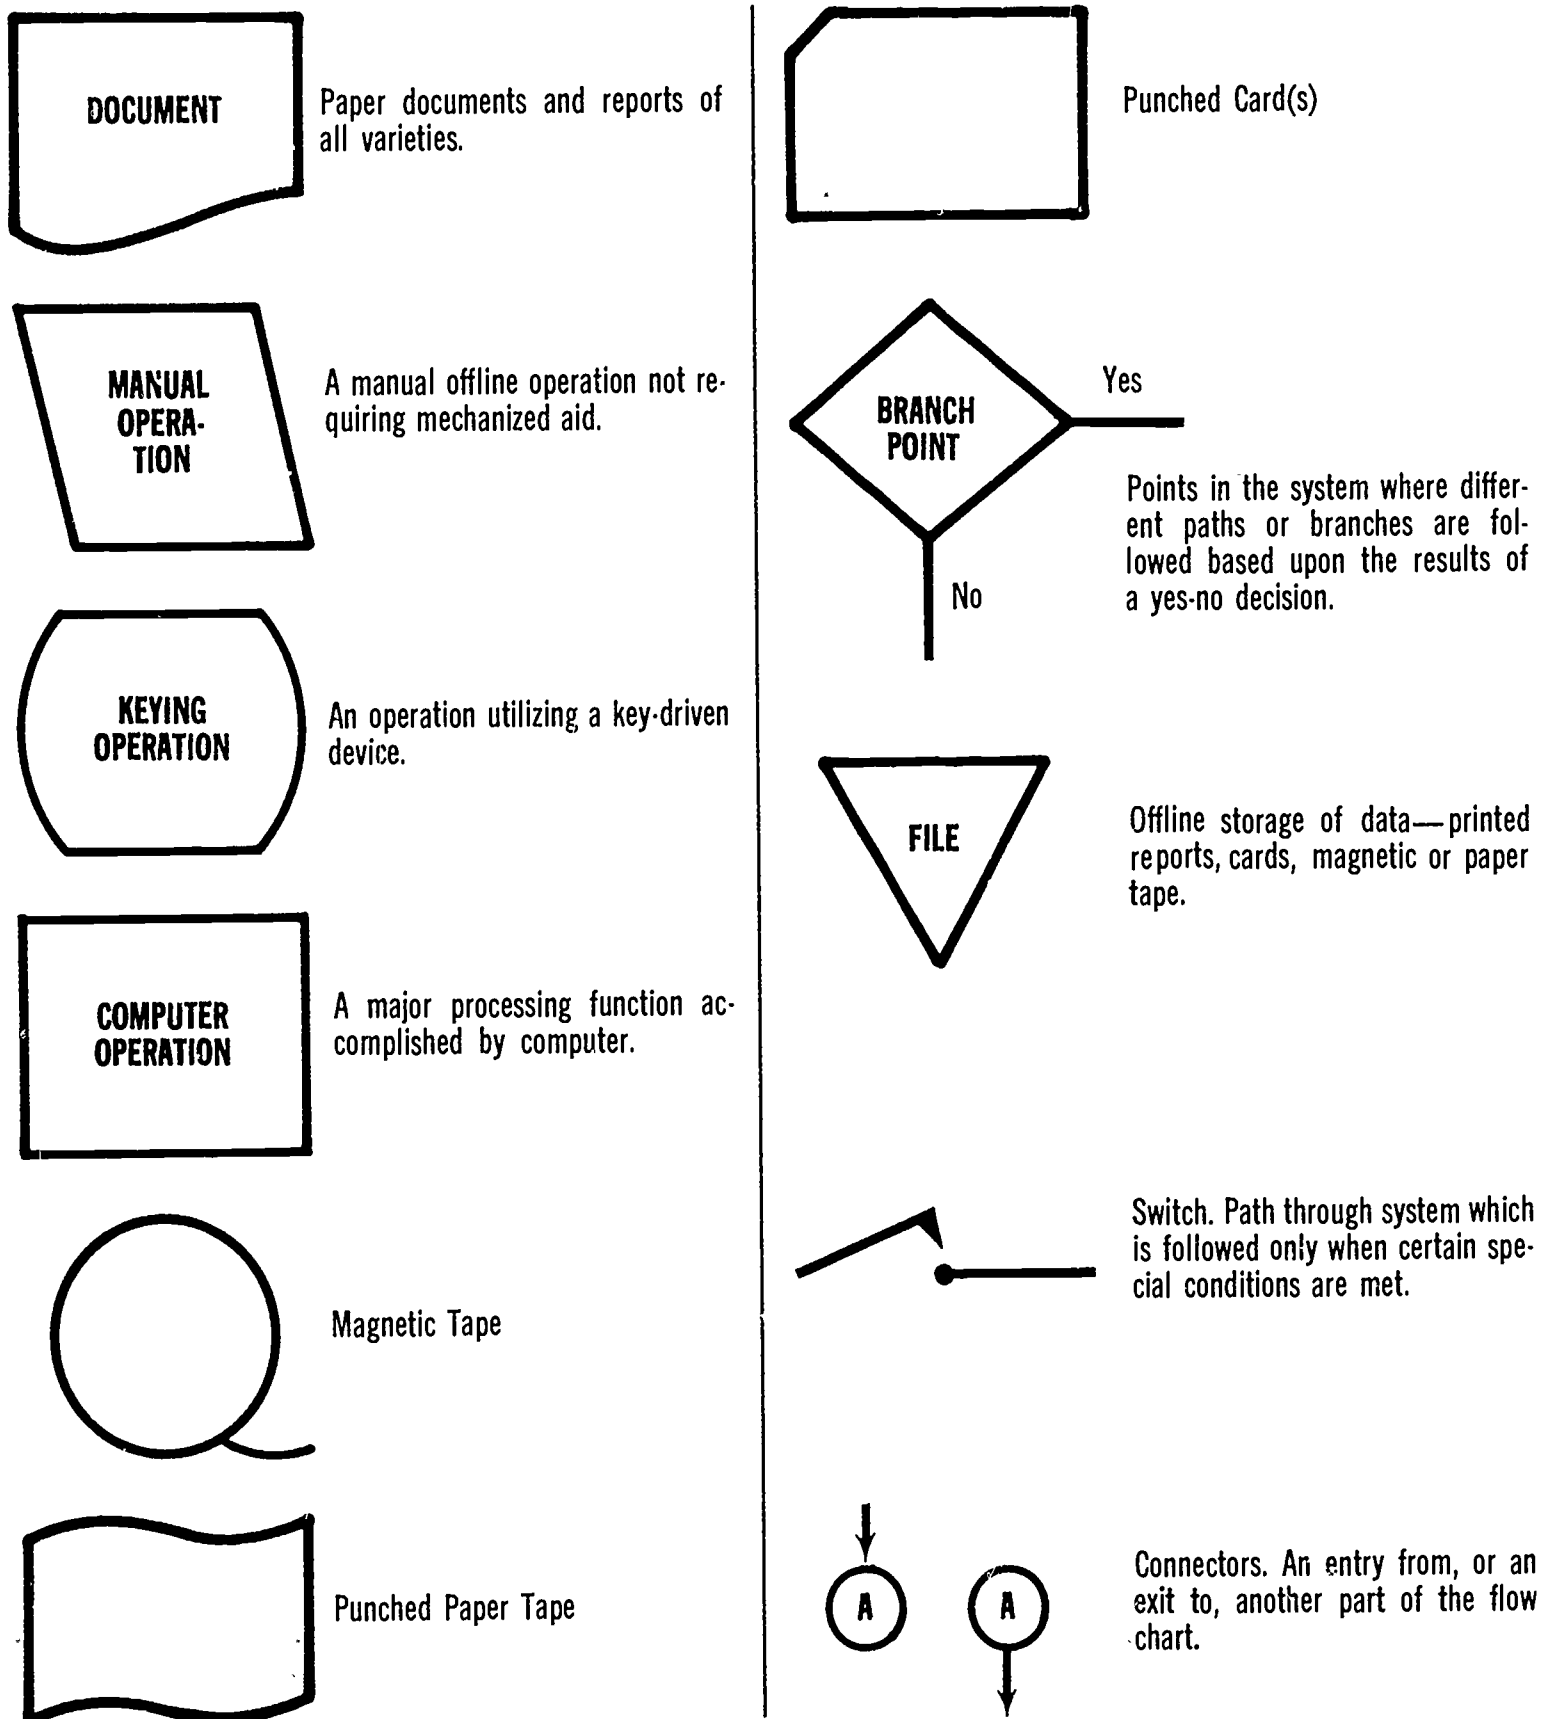 DOCUMENT
Paper documents and reports of
all varieties.
MANUAL
OPERA-
TION
A manual offline operation not re-
quiring mechanized aid.
KEYING
OPERATION
An operation utilizing a key-driven
device.
COMPUTER
OPERATION
A major processing function ac-
complished by computer.
Magnetic Tape
Punched Paper Tape
Punched Card(s)
BRANCH
POINT
Yes
No
Points in the system where differ-
ent paths or branches are fol-
lowed based upon the results of
a yes-no decision.
FILE
Offline storage of data—printed
reports, cards, magnetic or paper
tape.
Switch. Path through system which
is followed only when certain spe-
cial conditions are met.
A
A
Connectors. An entry from, or an
exit to, another part of the flow
chart.